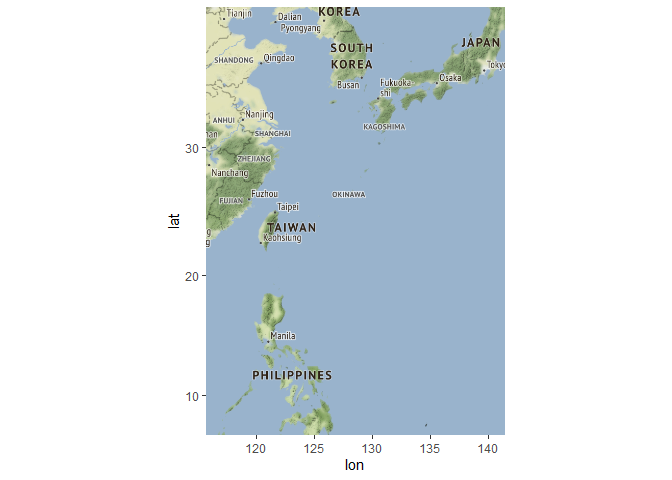 KOREA
Tianjin
Dalian
Pyongyang
JAPAN
SOUTH
KOREA
SHANDONG
Qingdao
Tokyo
Busan
Fukuoka-
shi
Osaka
ANHUI
Nanjing
SHANGHAI
KAGOSHIMA
30
ZHEJIANG
Nanchang
FUJIAN
Fuzhou
OKINAWA
Taipei
TAIWAN
Kaohsiung
lat
20
Manila
PHILIPPINES
10
120
125
130
135
140
lon